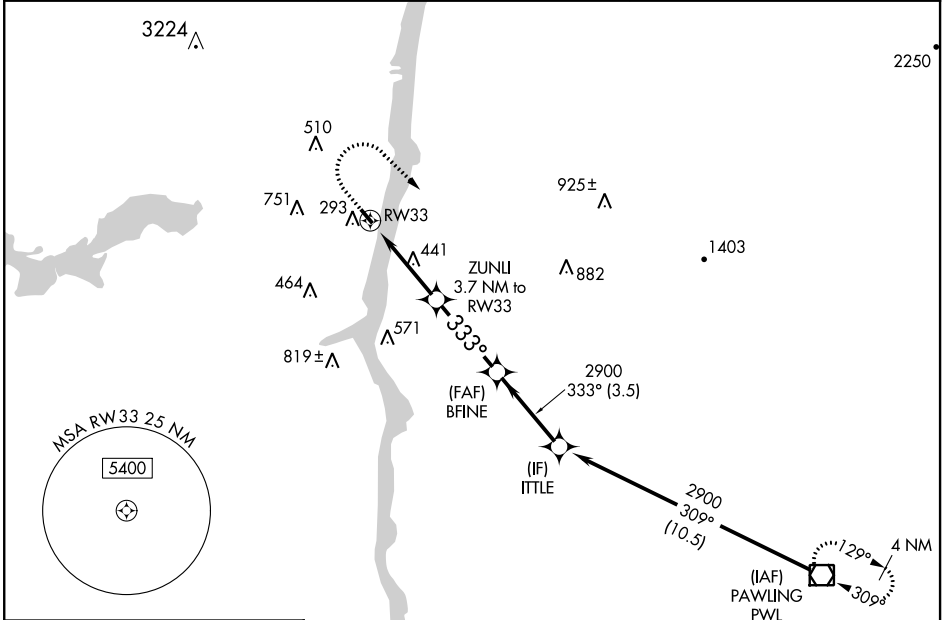 3224
2250
510
925±
751
293
RW33
441
1403
ZUNLI
3.7 NM to
RW33
882
464
571
333°
819±
2900
333° (3.5)
(FAF)
BFINE
MSA RW33 25 NM
5400
(IF)
ITTLE
2900
309°
(10.5)
129°
4 NM
309°
(IAF)
PAWLING
PWL